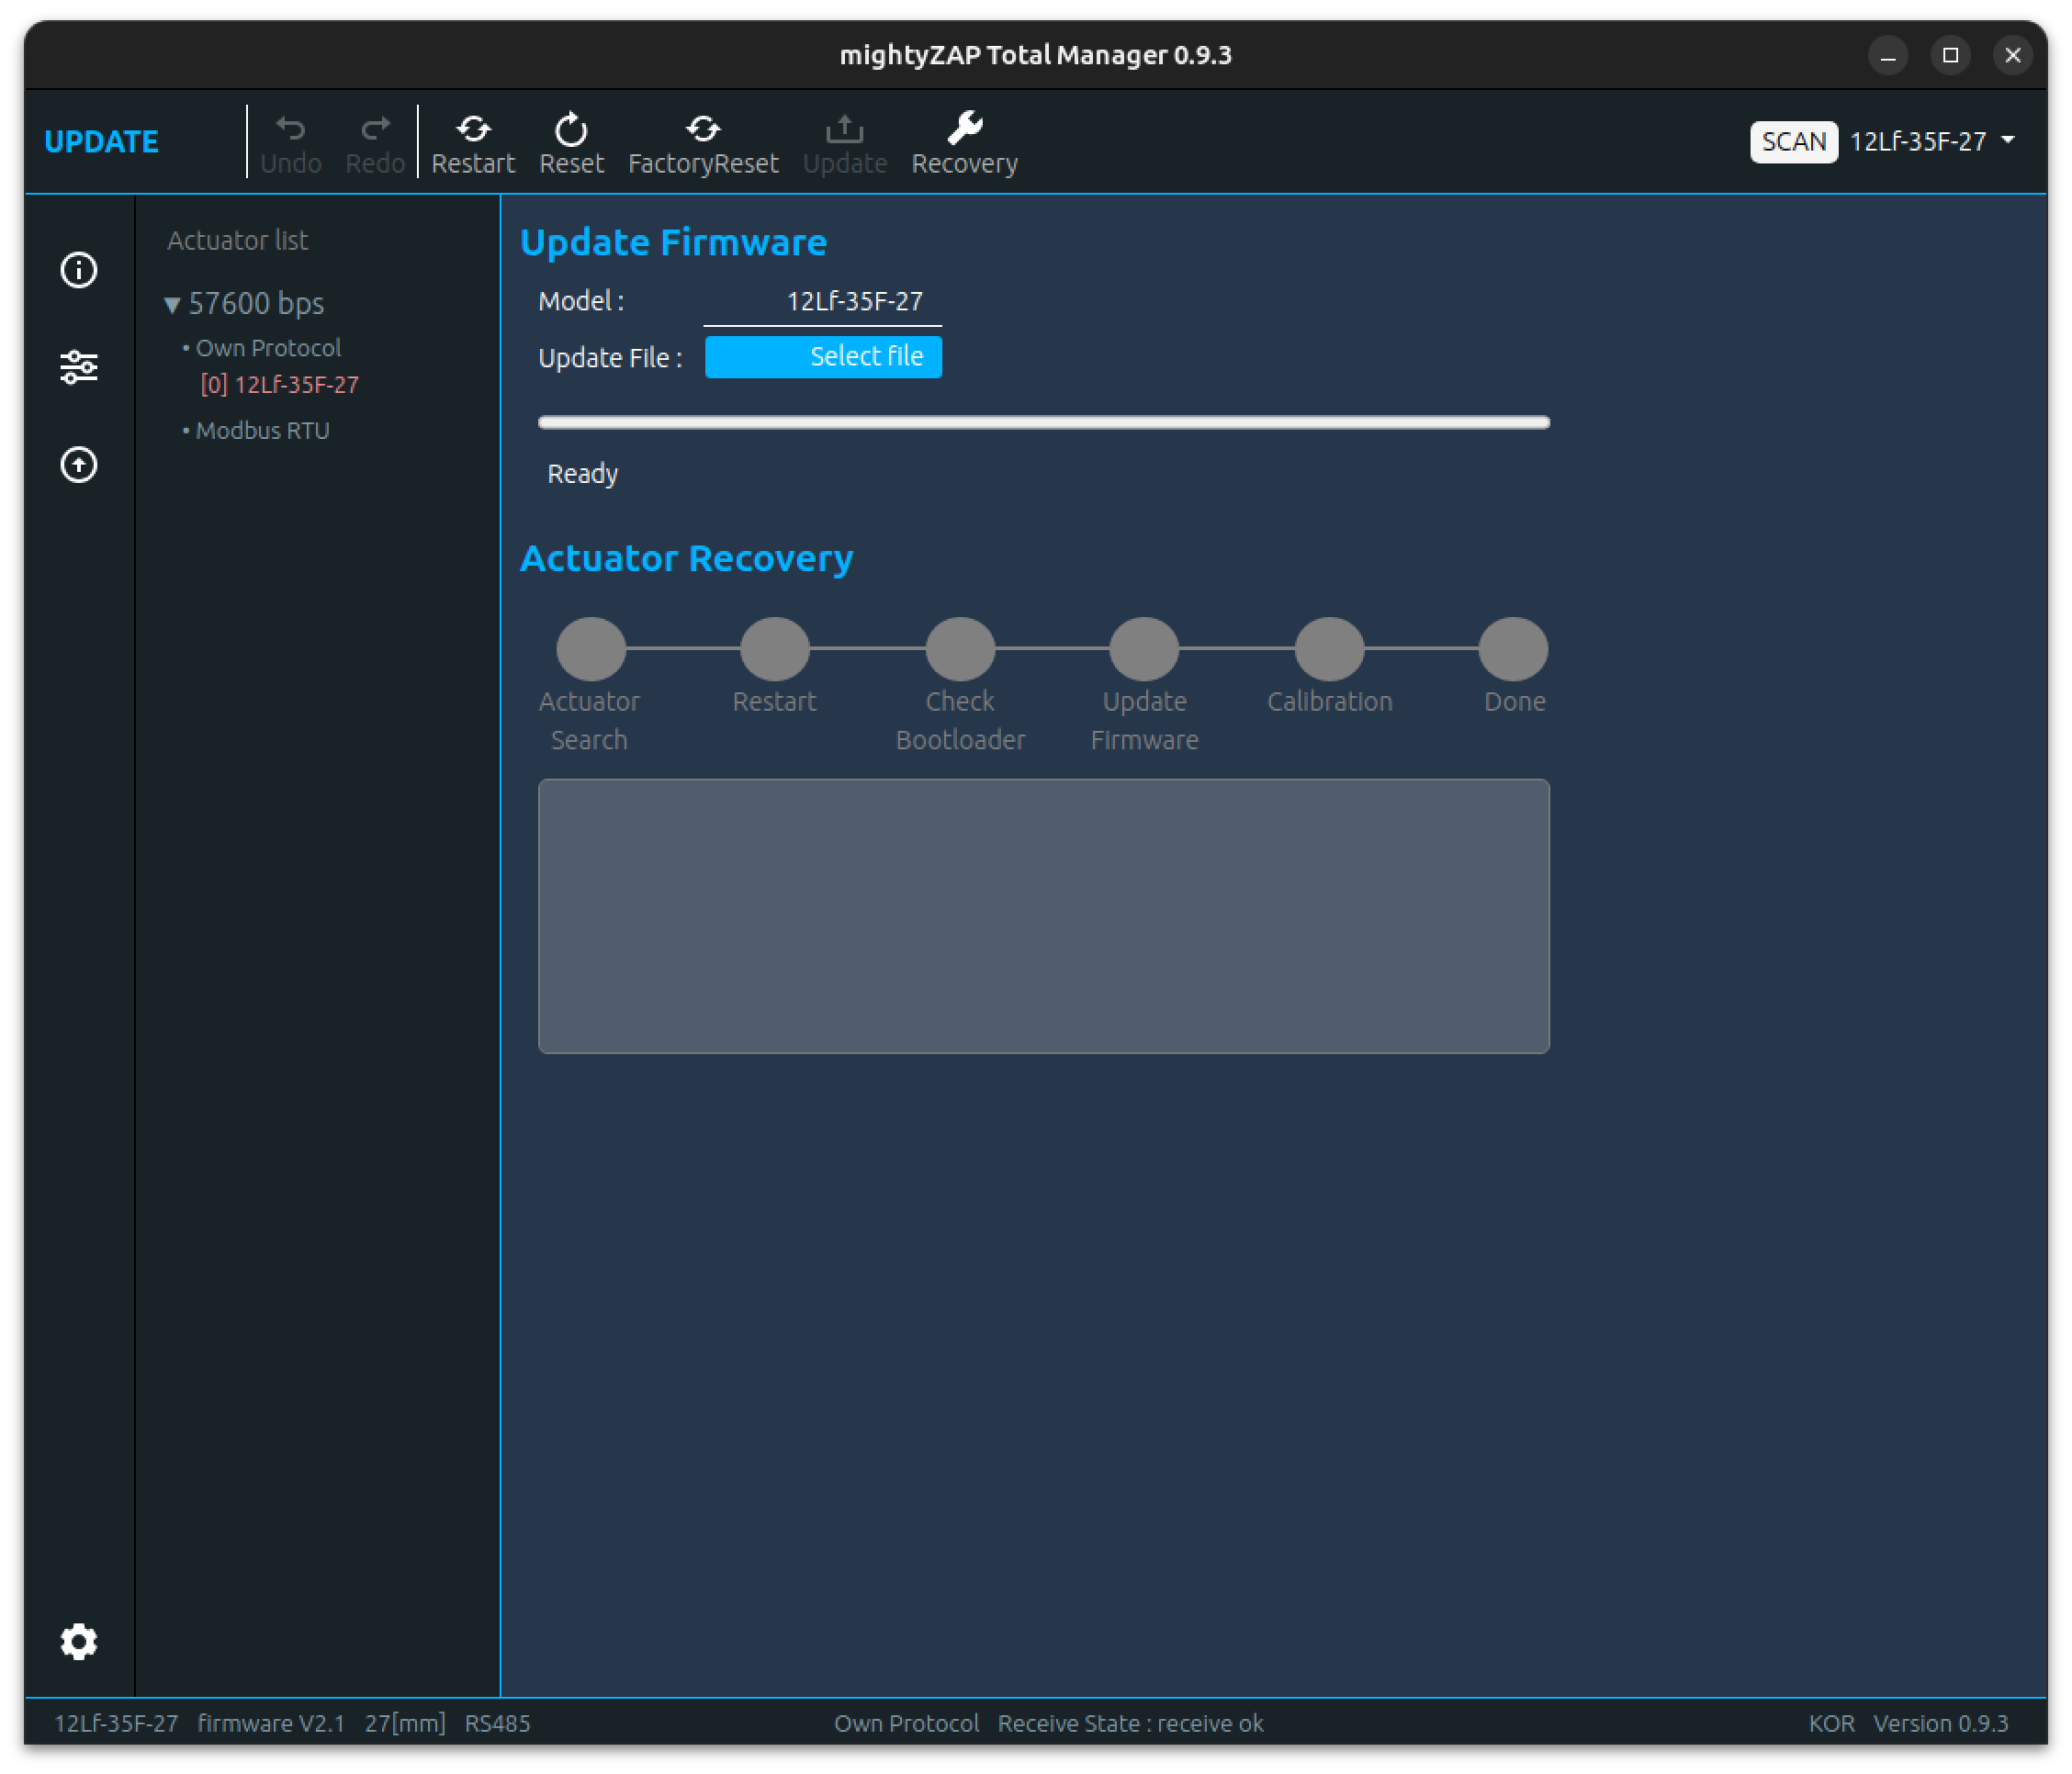 mightyZAP Total Manager 0.9.3
UPDATE
Undo
Redo
Restart
Reset
FactoryReset
Update
Recovery
SCAN
12Lf-35F-27
Actuator list
▼ 57600 bps
• Own Protocol
[0] 12Lf-35F-27
• Modbus RTU
Update Firmware
Model : 12Lf-35F-27
Update File : Select file
Ready
Actuator Recovery
Actuator
Search
Restart
Check
Bootloader
Update
Firmware
Calibration
Done
12Lf-35F-27 firmware V2.1 27[mm] RS485
Own Protocol Receive State : receive ok
KOR Version 0.9.3